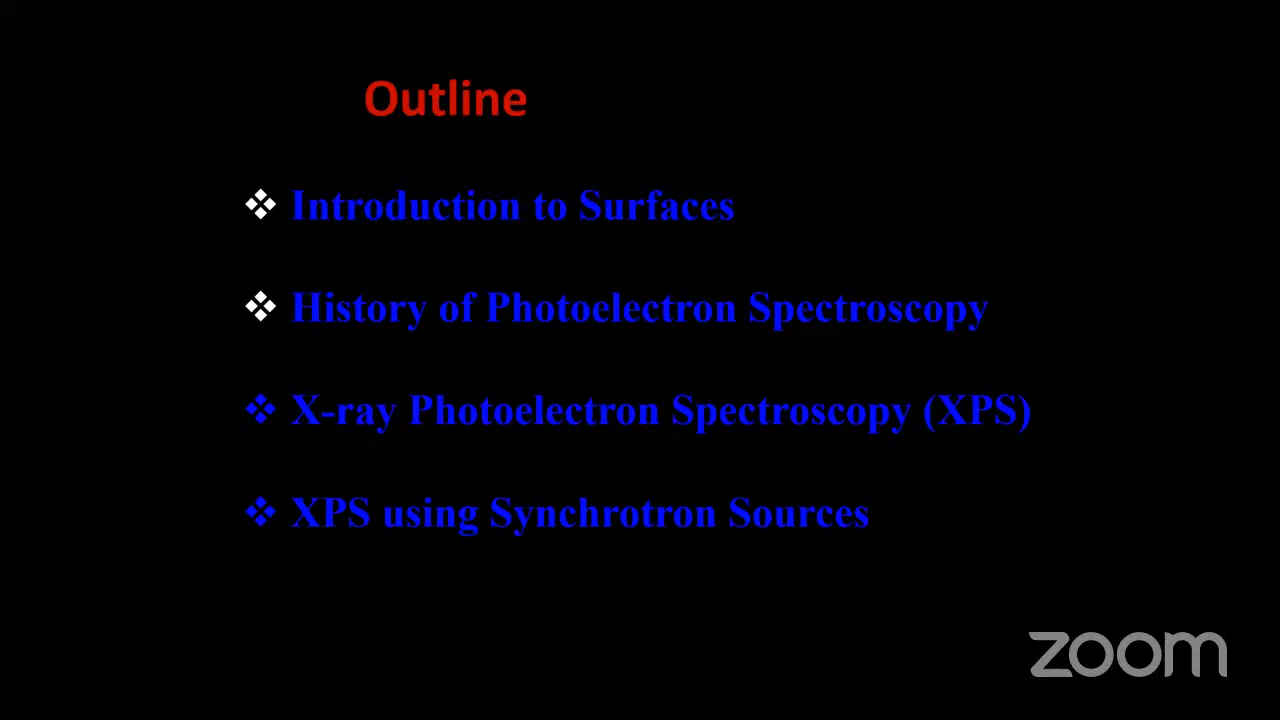 Outline
❖ Introduction to Surfaces
❖ History of Photoelectron Spectroscopy
❖ X-ray Photoelectron Spectroscopy (XPS)
❖ XPS using Synchrotron Sources
zoom